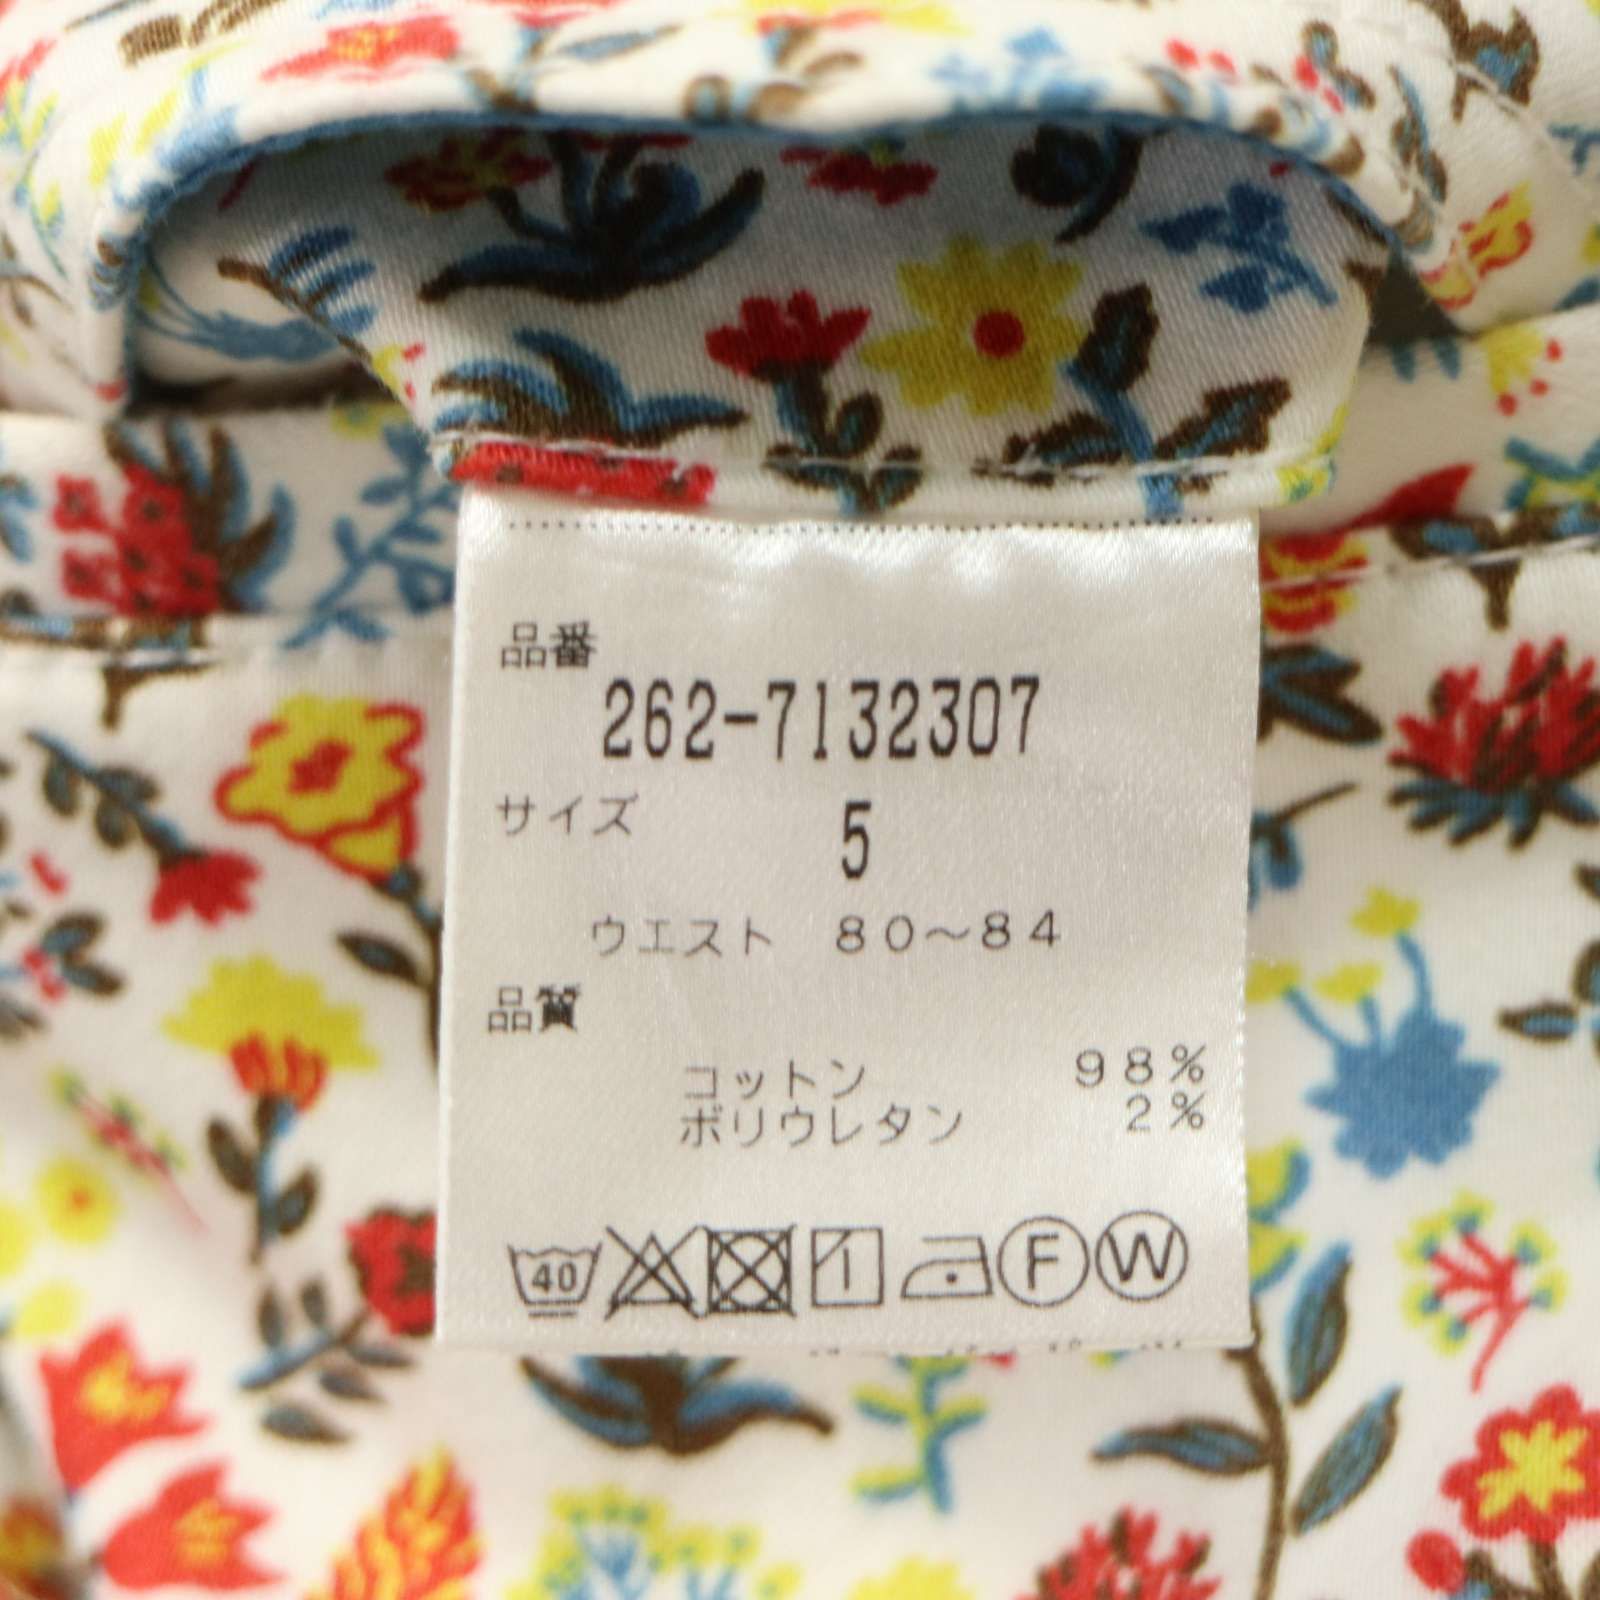 品番
262-7132307
サイズ 5
ウエスト 80～84
品質
コットン 98%
ポリウレタン 2%
40 F W